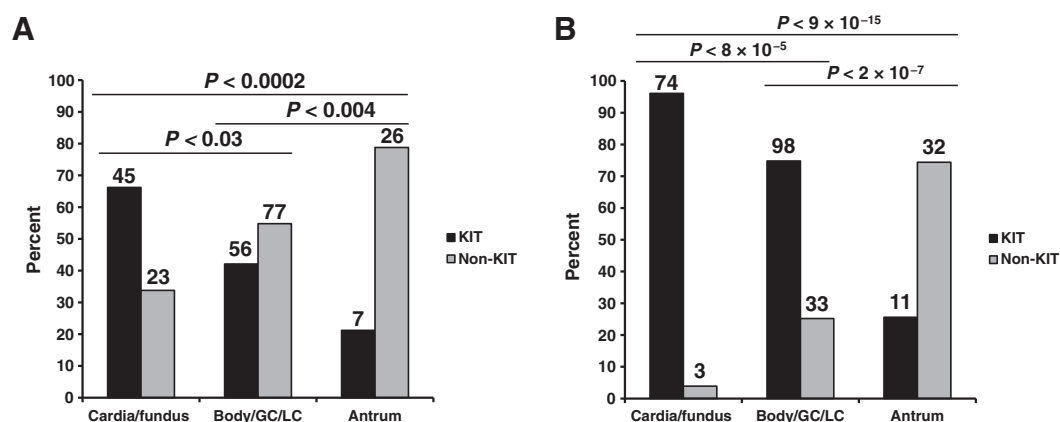 A
P < 0.0002
P < 0.004
P < 0.03
Percent
100
90
80
70
60
50
40
30
20
10
0
45
23
56
77
7
26
Cardia/fundus
Body/GC/LC
Antrum
KIT
Non-KIT
B
P < 9 × 10⁻¹⁵
P < 8 × 10⁻⁵
P < 2 × 10⁻⁷
Percent
100
90
80
70
60
50
40
30
20
10
0
74
3
98
33
11
32
Cardia/fundus
Body/GC/LC
Antrum
KIT
Non-KIT